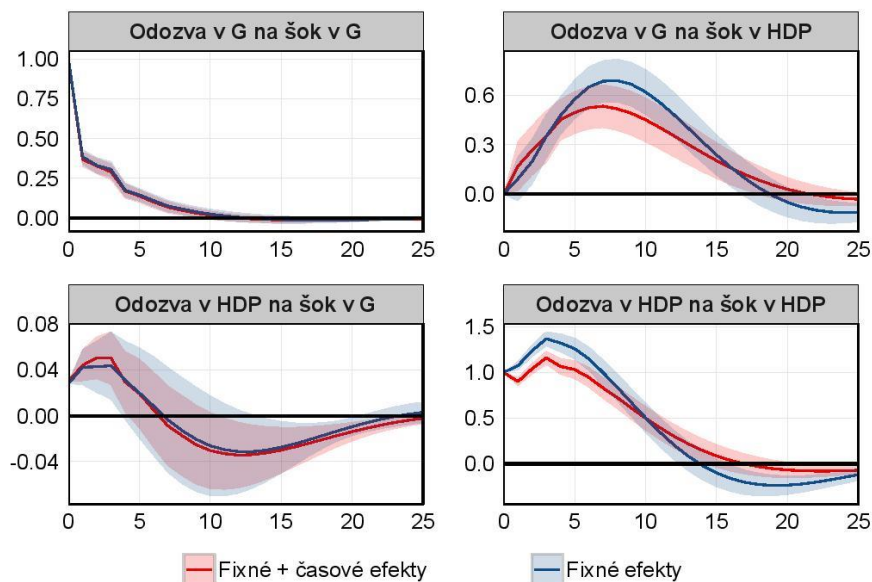 Odozva v G na šok v G
Odozva v G na šok v HDP
1.00
0.75
0.50
0.25
0.00
0.6
0.3
0.0
0 5 10 15 20 25
0 5 10 15 20 25
Odozva v HDP na šok v G
Odozva v HDP na šok v HDP
0.08
0.04
0.00
-0.04
1.5
1.0
0.5
0.0
0 5 10 15 20 25
0 5 10 15 20 25
Fixné + časové efekty
Fixné efekty